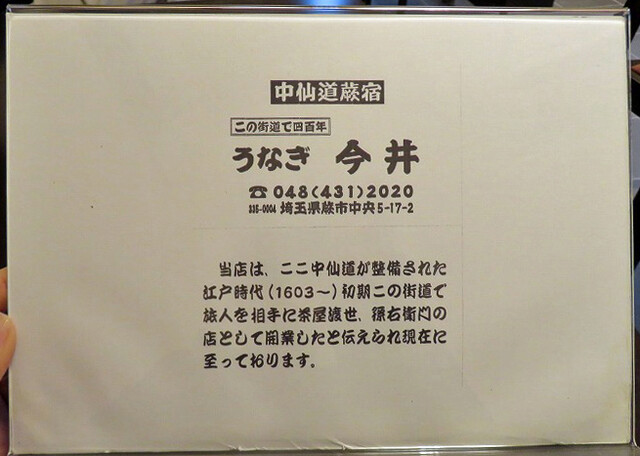 中仙道蕨宿
この街道で四百年
うなぎ 今井
☎048(431)2020
335-0004 埼玉県蕨市中央5-17-2
当店は、ここ中仙道が整備された
江戸時代(1603〜)初期この街道で
旅人を相手に茶屋渡世、徐右衛門の
店として開業したと伝えられ現在に
至っております。